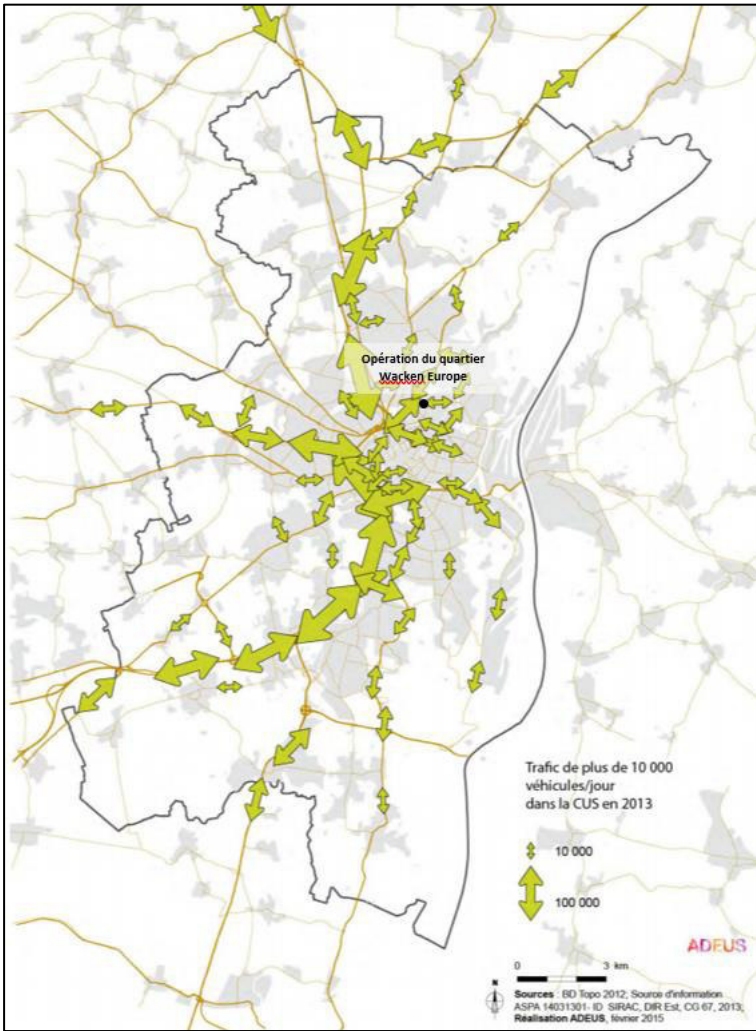 Opération du quartier
Wacken Europe
Trafic de plus de 10 000
véhicules/jour
dans la CUS en 2013
10 000
100 000
ADEUS
0 3 km
N
Sources : BD Topo 2012; Source d'information
ASPA 14031301- ID SIRAC, DIR Est, CG 67, 2013,
Réalisation ADEUS, février 2015